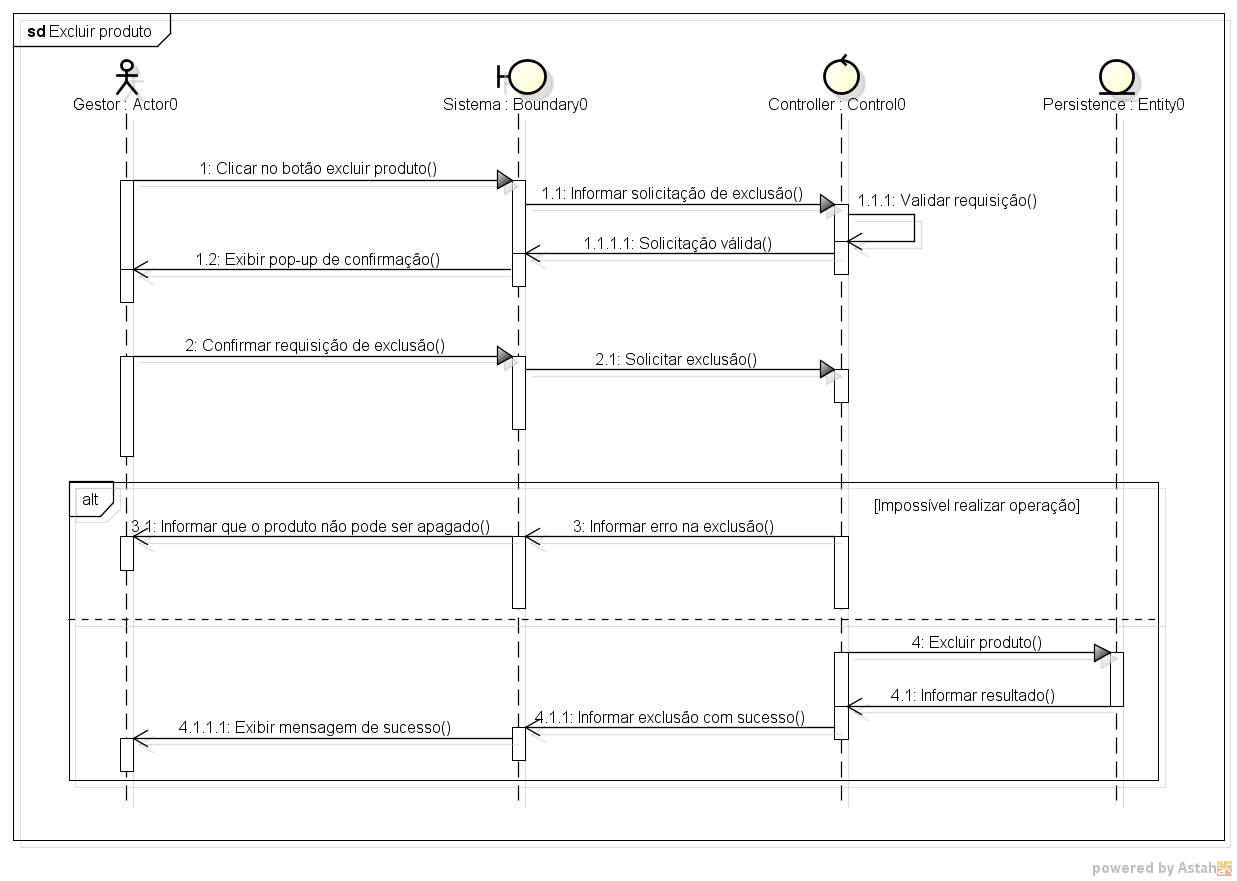 sd Excluir produto
Gestor : Actor0
Sistema : Boundary0
Controller : Control0
Persistence : Entity0
1: Clicar no botão excluir produto()
1.1: Informar solicitação de exclusão()
1.1.1: Validar requisição()
1.1.1.1: Solicitação válida()
1.2: Exibir pop-up de confirmação()
2: Confirmar requisição de exclusão()
2.1: Solicitar exclusão()
alt
[Impossível realizar operação]
3.1: Informar que o produto não pode ser apagado()
3: Informar erro na exclusão()
4: Excluir produto()
4.1: Informar resultado()
4.1.1: Informar exclusão com sucesso()
4.1.1.1: Exibir mensagem de sucesso()
powered by Astah